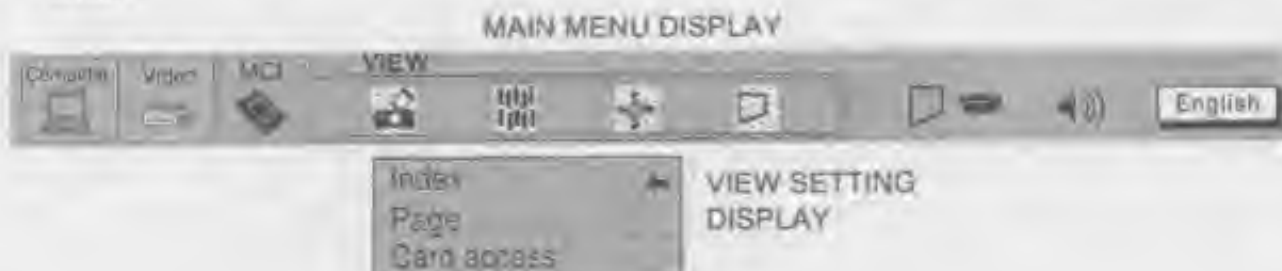 MAIN MENU DISPLAY
Computer Video MCI VIEW English
Index VIEW SETTING
Page DISPLAY
Card access